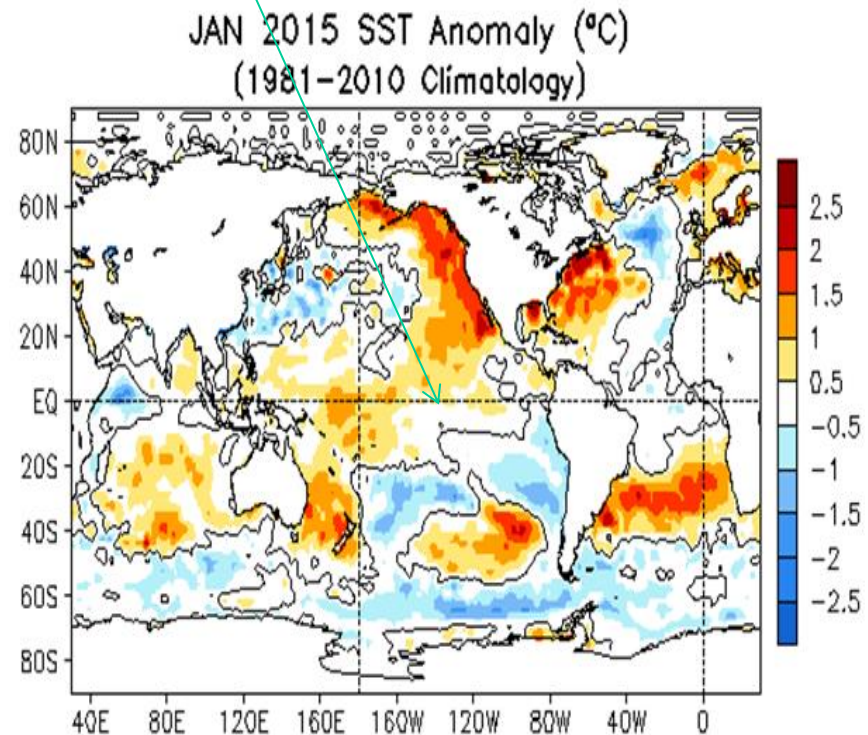 JAN 2015 SST Anomaly (°C)
(1981-2010 Climatology)
80N
60N
40N
20N
EQ
20S
40S
60S
80S
40E 80E 120E 160E 160W 120W 80W 40W 0
2.5
2
1.5
1
0.5
-0.5
-1
-1.5
-2
-2.5